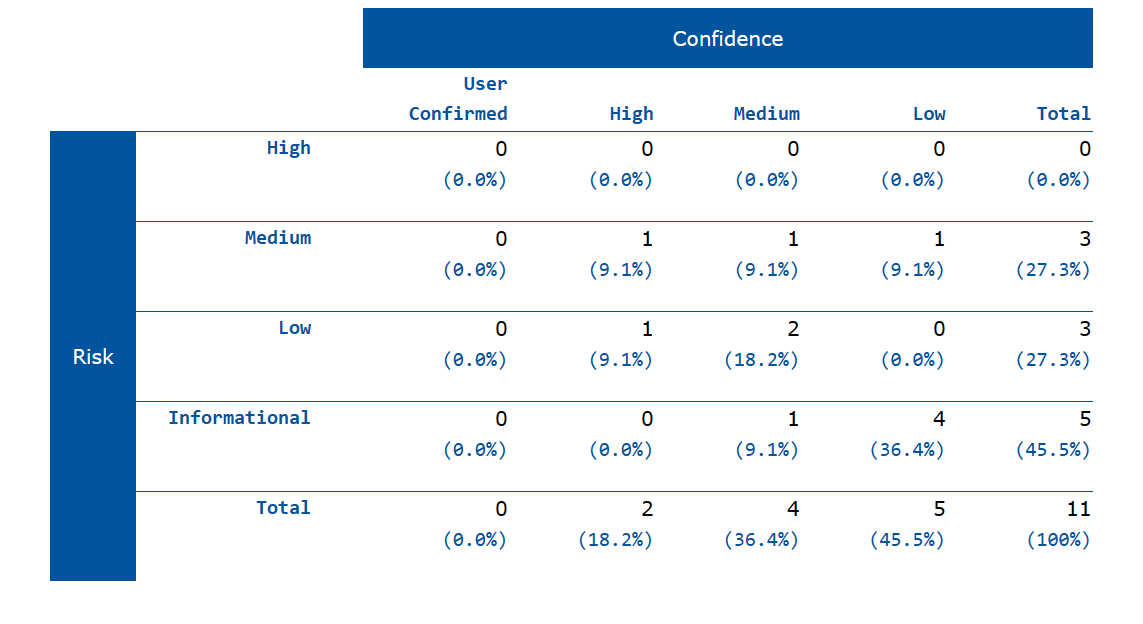 Confidence
User
Confirmed High Medium Low Total
High 0 0 0 0 0
(0.0%) (0.0%) (0.0%) (0.0%) (0.0%)
Medium 0 1 1 1 3
(0.0%) (9.1%) (9.1%) (9.1%) (27.3%)
Low 0 1 2 0 3
Risk
(0.0%) (9.1%) (18.2%) (0.0%) (27.3%)
Informational 0 0 1 4 5
(0.0%) (0.0%) (9.1%) (36.4%) (45.5%)
Total 0 2 4 5 11
(0.0%) (18.2%) (36.4%) (45.5%) (100%)